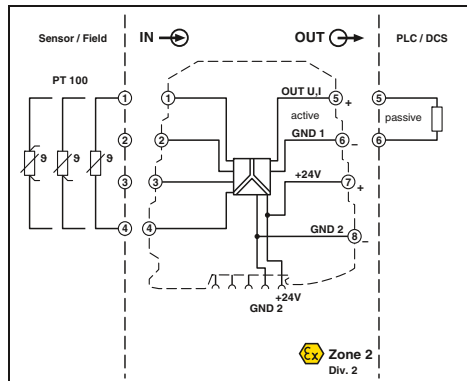 Sensor / Field
IN
OUT
PLC / DCS
PT 100
OUT U,I
active
passive
GND 1
+24V
GND 2
1
2
3
4
1
2
3
4
5
+
6
–
7
+
8
–
5
6
ϑ
ϑ
ϑ
+24V
GND 2
Ex
Zone 2
Div. 2